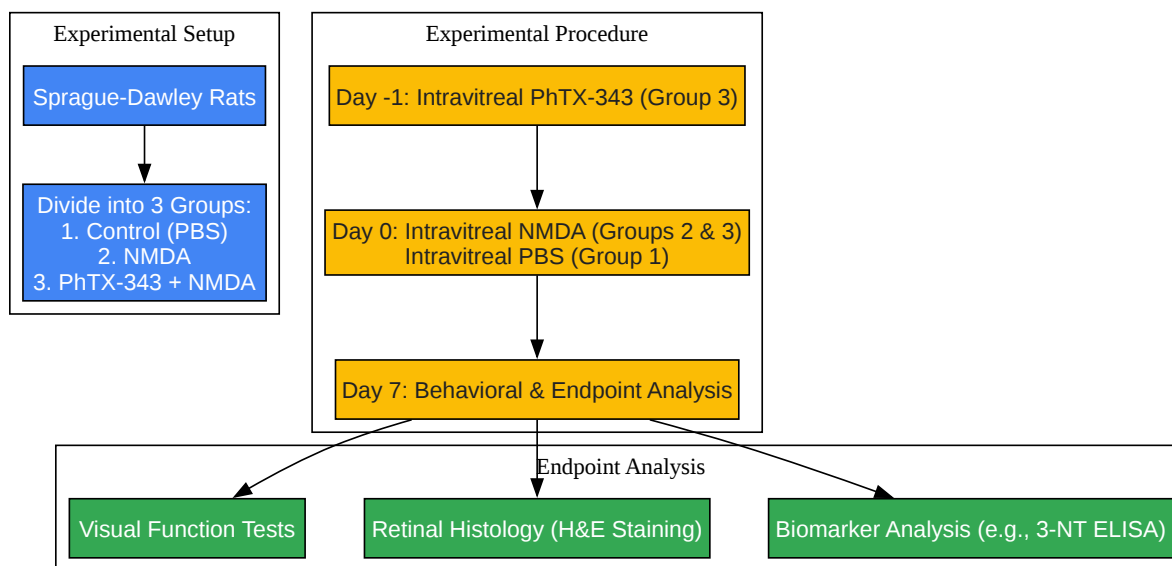 Experimental Setup
Sprague-Dawley Rats
Divide into 3 Groups:
1. Control (PBS)
2. NMDA
3. PhTX-343 + NMDA
Experimental Procedure
Day -1: Intravitreal PhTX-343 (Group 3)
Day 0: Intravitreal NMDA (Groups 2 & 3)
Intravitreal PBS (Group 1)
Day 7: Behavioral & Endpoint Analysis
Endpoint Analysis
Visual Function Tests
Retinal Histology (H&E Staining)
Biomarker Analysis (e.g., 3-NT ELISA)